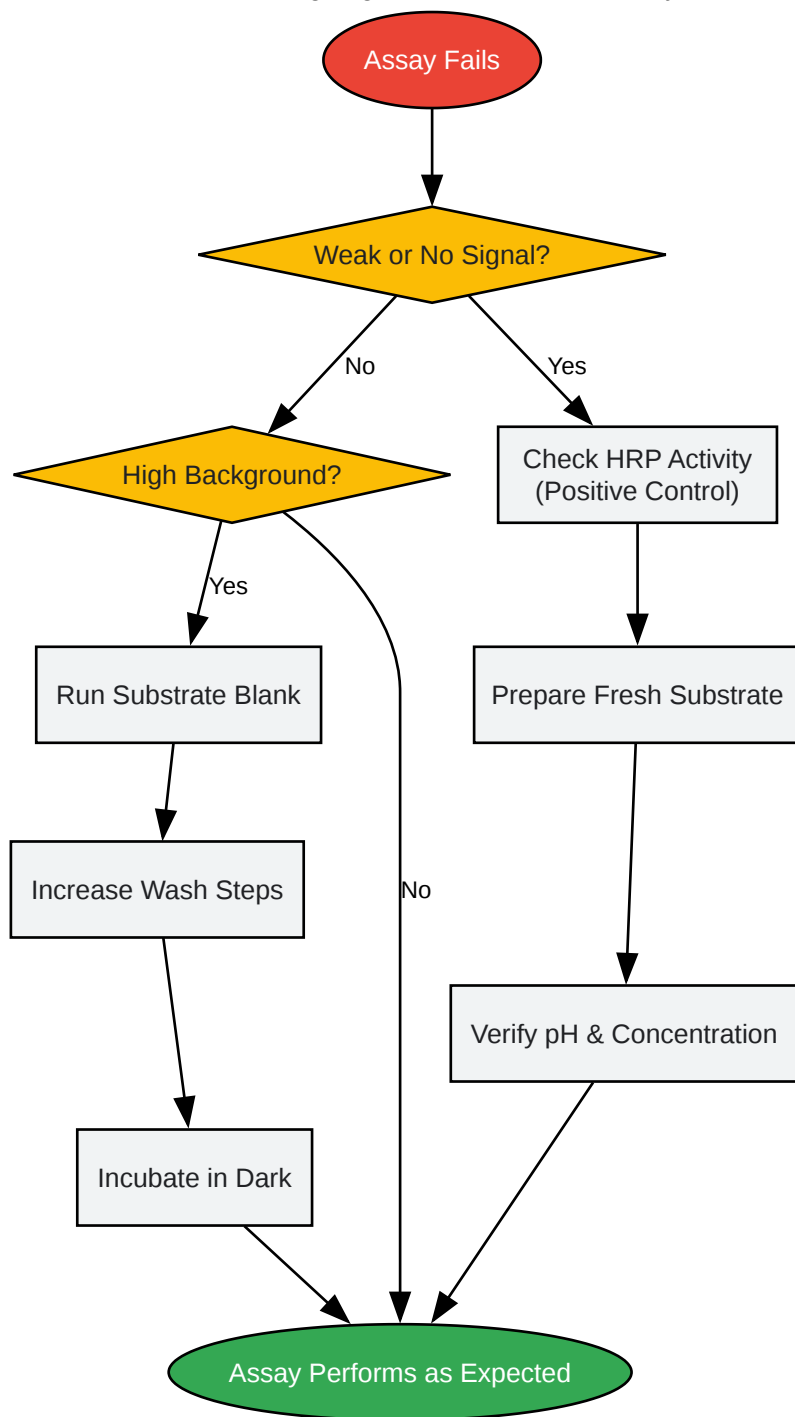 Assay Fails
Weak or No Signal?
No
Yes
High Background?
Check HRP Activity
(Positive Control)
Yes
Run Substrate Blank
Prepare Fresh Substrate
Increase Wash Steps
No
Verify pH & Concentration
Incubate in Dark
Assay Performs as Expected